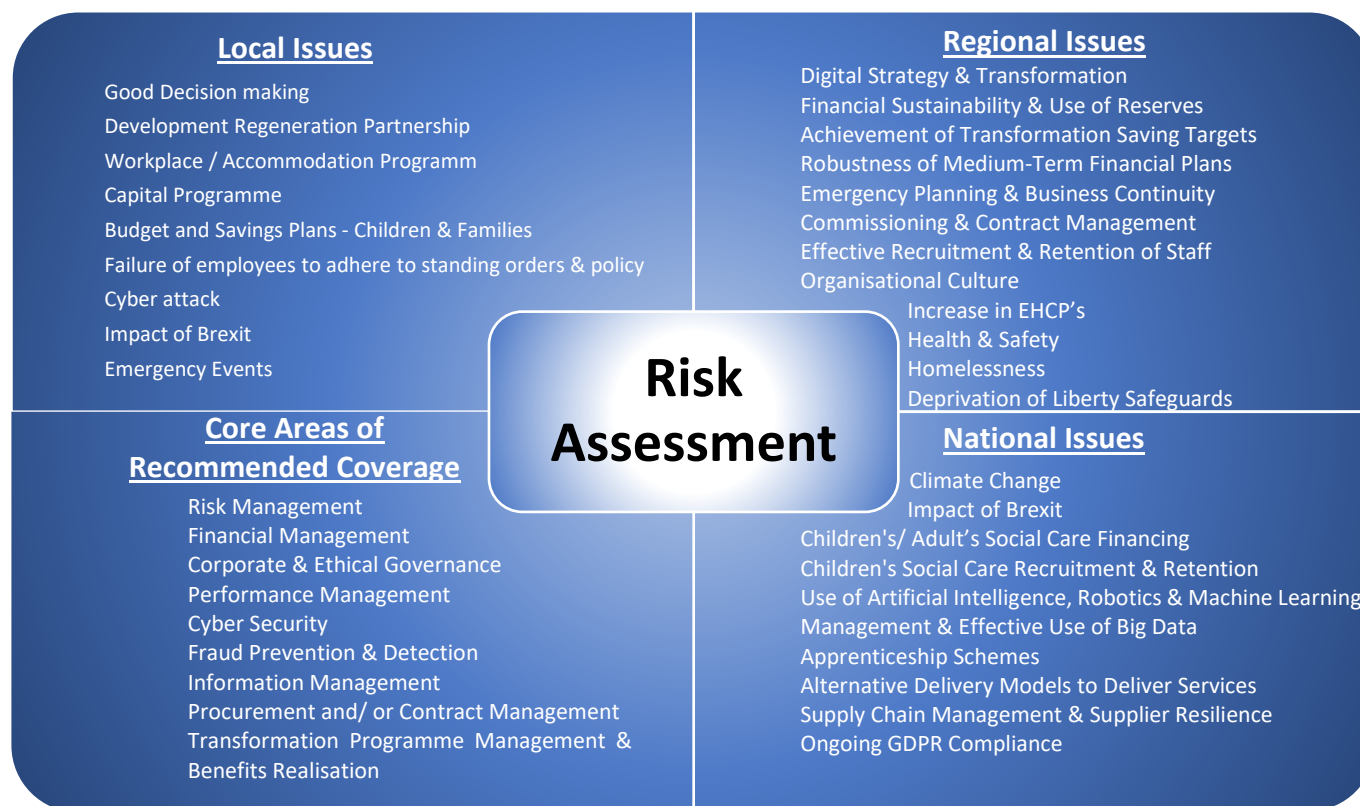 Local Issues
Good Decision making
Development Regeneration Partnership
Workplace / Accommodation Programm
Capital Programme
Budget and Savings Plans - Children & Families
Failure of employees to adhere to standing orders & policy
Cyber attack
Impact of Brexit
Emergency Events
Regional Issues
Digital Strategy & Transformation
Financial Sustainability & Use of Reserves
Achievement of Transformation Saving Targets
Robustness of Medium-Term Financial Plans
Emergency Planning & Business Continuity
Commissioning & Contract Management
Effective Recruitment & Retention of Staff
Organisational Culture
Increase in EHCP’s
Health & Safety
Homelessness
Deprivation of Liberty Safeguards
Risk
Assessment
Core Areas of
Recommended Coverage
Risk Management
Financial Management
Corporate & Ethical Governance
Performance Management
Cyber Security
Fraud Prevention & Detection
Information Management
Procurement and/ or Contract Management
Transformation Programme Management &
Benefits Realisation
National Issues
Climate Change
Impact of Brexit
Children's/ Adult’s Social Care Financing
Children's Social Care Recruitment & Retention
Use of Artificial Intelligence, Robotics & Machine Learning
Management & Effective Use of Big Data
Apprenticeship Schemes
Alternative Delivery Models to Deliver Services
Supply Chain Management & Supplier Resilience
Ongoing GDPR Compliance